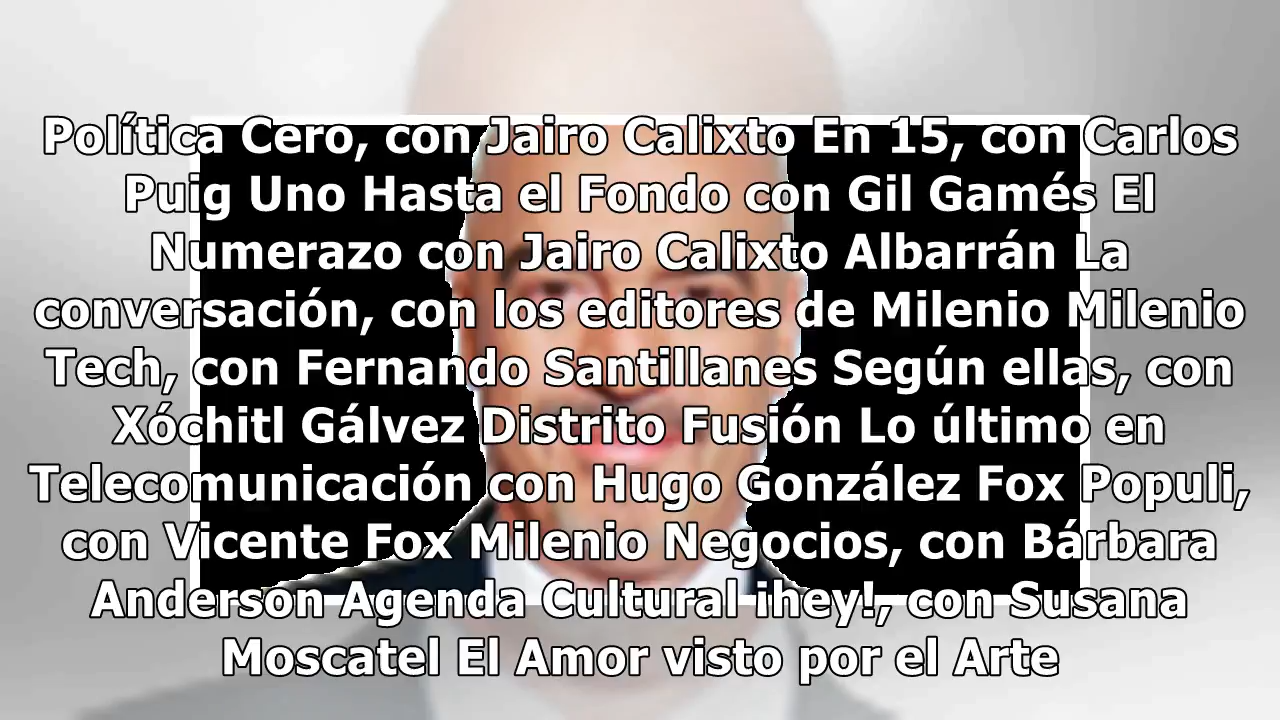 Política Cero, con Jairo Calixto En 15, con Carlos
Puig Uno Hasta el Fondo con Gil Gamés El
Numerazo con Jairo Calixto Albarrán La
conversación, con los editores de Milenio Milenio
Tech, con Fernando Santillanes Según ellas, con
Xóchitl Gálvez Distrito Fusión Lo último en
Telecomunicación con Hugo González Fox Populi,
con Vicente Fox Milenio Negocios, con Bárbara
Anderson Agenda Cultural ihey!, con Susana
Moscatel El Amor visto por el Arte